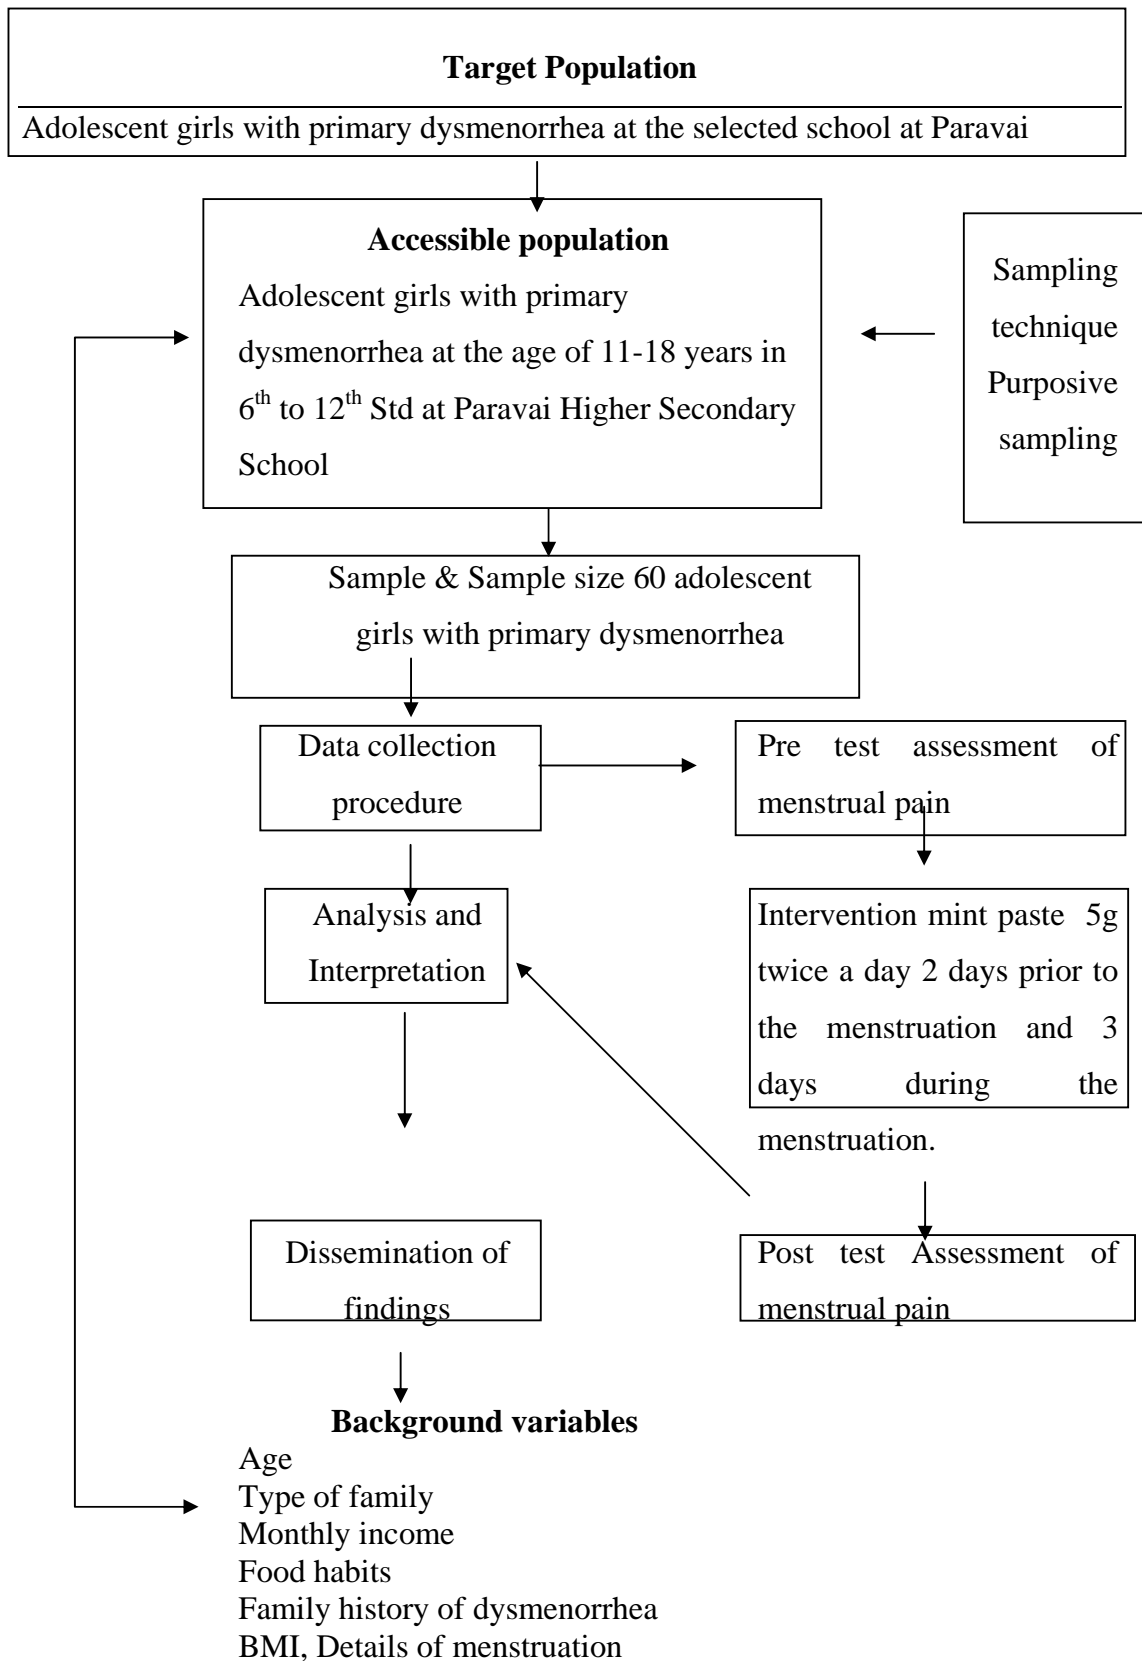 Target Population
Adolescent girls with primary dysmenorrhea at the selected school at Paravai
Accessible population
Adolescent girls with primary
dysmenorrhea at the age of 11-18 years in
6th to 12th Std at Paravai Higher Secondary
School
Sampling
technique
Purposive
sampling
Sample & Sample size 60 adolescent
girls with primary dysmenorrhea
Data collection
procedure
Pre test assessment of
menstrual pain
Analysis and
Interpretation
Intervention mint paste 5g
twice a day 2 days prior to
the menstruation and 3
days during the
menstruation.
Dissemination of
findings
Post test Assessment of
menstrual pain
Background variables
Age
Type of family
Monthly income
Food habits
Family history of dysmenorrhea
BMI, Details of menstruation